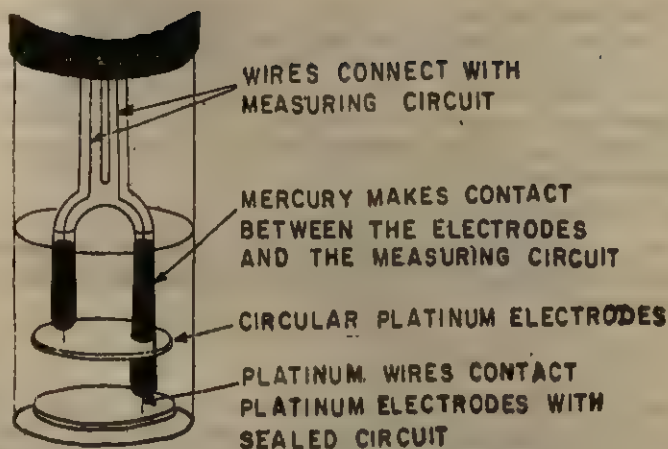 WIRES CONNECT WITH
MEASURING CIRCUIT
MERCURY MAKES CONTACT
BETWEEN THE ELECTRODES
AND THE MEASURING CIRCUIT
CIRCULAR PLATINUM ELECTRODES
PLATINUM WIRES CONTACT
PLATINUM ELECTRODES WITH
SEALED CIRCUIT